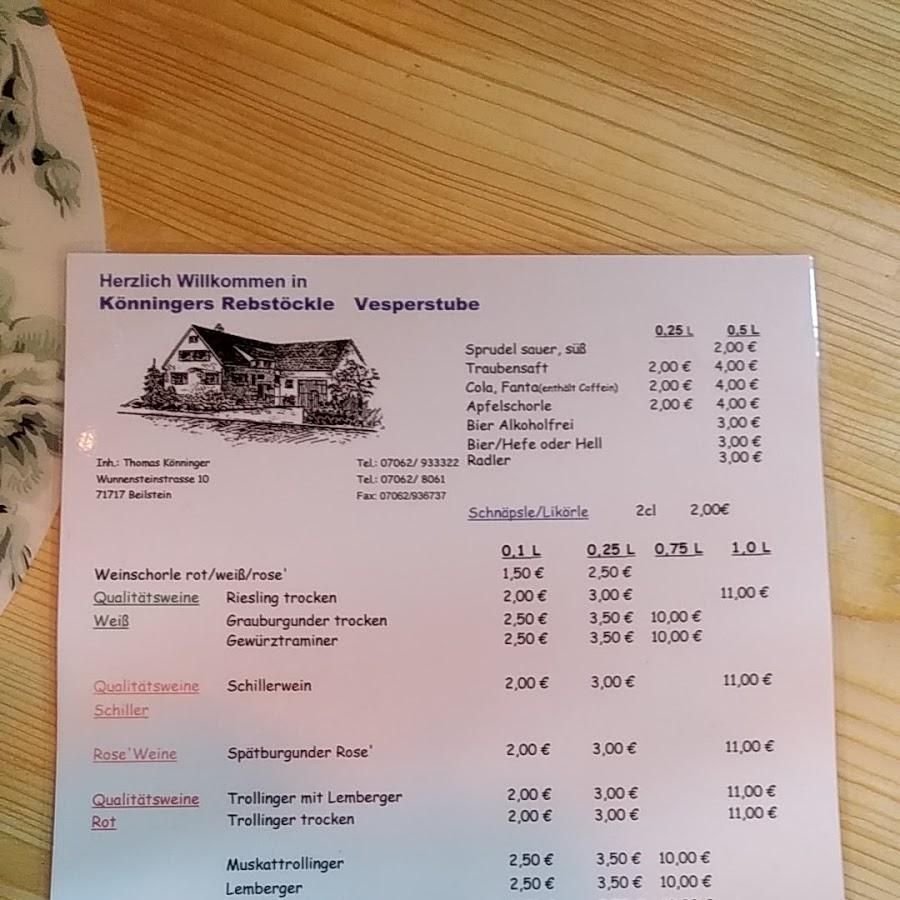 Herzlich Willkommen in
Könningers Rebstöckle Vesperstube
0,25 L 0,5 L
Sprudel sauer, süß 2,00 €
Traubensaft 2,00 € 4,00 €
Cola, Fanta(enthält Coffein) 2,00 € 4,00 €
Apfelschorle 2,00 € 4,00 €
Bier Alkoholfrei 3,00 €
Bier/Hefe oder Hell 3,00 €
Radler 3,00 €
Inh.: Thomas Könninger
Wunnensteinstrasse 10
71717 Beilstein
Tel.: 07062/ 933322
Tel.: 07062/ 8061
Fax: 07062/936737
Schnäpsle/Likörle 2cl 2,00€
0,1 L 0,25 L 0,75 L 1,0 L
Weinschorle rot/weiß/rose' 1,50 € 2,50 €
Qualitätsweine Riesling trocken 2,00 € 3,00 € 11,00 €
Weiß Grauburgunder trocken 2,50 € 3,50 € 10,00 €
Gewürztraminer 2,50 € 3,50 € 10,00 €
Qualitätsweine Schillerwein 2,00 € 3,00 € 11,00 €
Schiller
Rose'Weine Spätburgunder Rose' 2,00 € 3,00 € 11,00 €
Qualitätsweine Trollinger mit Lemberger 2,00 € 3,00 € 11,00 €
Rot Trollinger trocken 2,00 € 3,00 € 11,00 €
Muskattrollinger 2,50 € 3,50 € 10,00 €
Lemberger 2,50 € 3,50 € 10,00 €